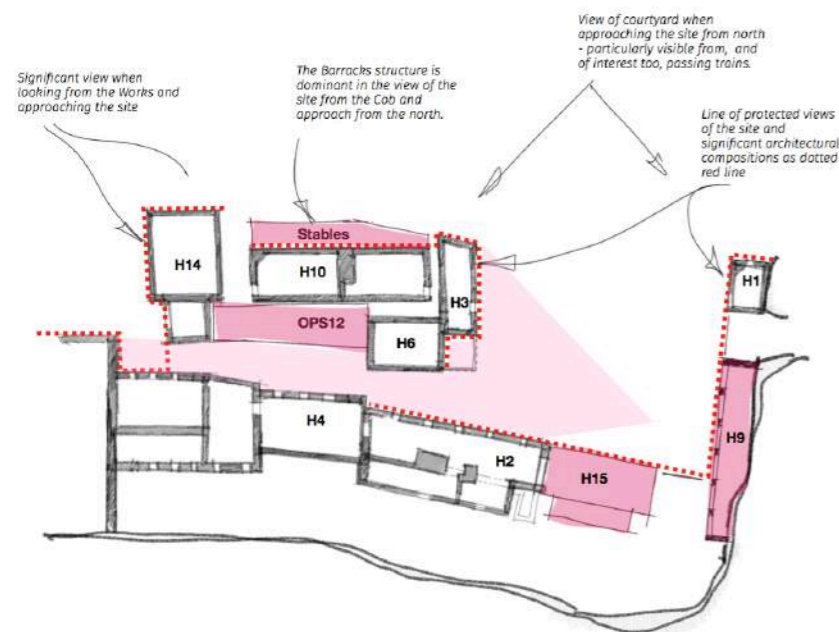 View of courtyard when
approaching the site from north
- particularly visible from, and
of interest too, passing trains.
Significant view when
looking from the Works and
approaching the site
The Barracks structure is
dominant in the view of the
site from the Cob and
approach from the north.
Line of protected views
of the site and
significant architectural
compositions as dotted
red line
Stables
H14
H10
H3
H1
OPS12
H6
H4
H2
H15
H9